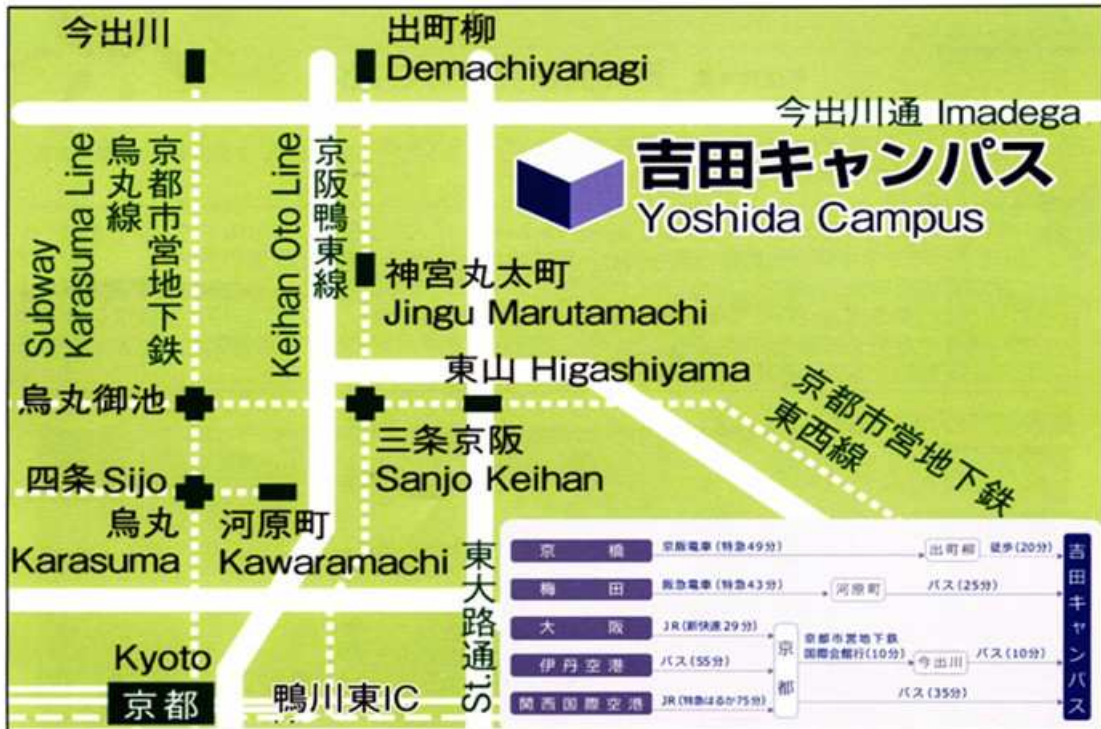 今出川
出町柳
Demachiyanagi
今出川通 Imadega
吉田キャンパス
Yoshida Campus
Subway
Karasuma Line
烏丸線
京都市営地下鉄
Keihan Oto Line
京阪鴨東線
神宮丸太町
Jingu Marutamachi
東山 Higashiyama
烏丸御池
三条京阪
Sanjo Keihan
京都市営地下鉄
東西線
四条 Sijo
烏丸
Karasuma
河原町
Kawaramachi
東大路通
St.
Kyoto
京都
鴨川東IC
京橋
京阪電車(特急49分)
出町柳
徒歩(20分)
梅田
阪急電車(特急43分)
河原町
バス(25分)
大阪
JR(新快速29分)
伊丹空港
バス(55分)
関西国際空港
JR(特急はるか75分)
京都
京都市営地下鉄
国際会館行(10分)
今出川
バス(10分)
バス(35分)
吉田キャンパス